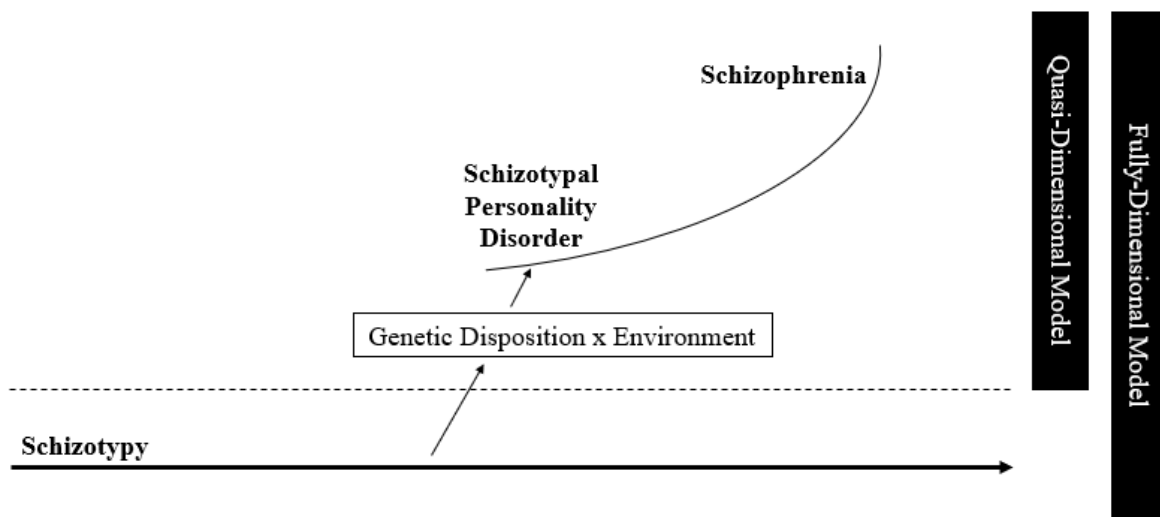 Schizophrenia
Schizotypal
Personality
Disorder
Genetic Disposition x Environment
Schizotypy
Quasi-Dimensional Model
Fully-Dimensional Model